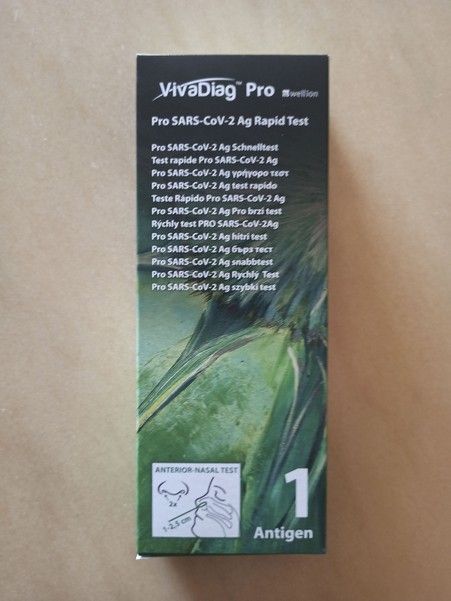 VivaDiag™ Pro wellion
Pro SARS-CoV-2 Ag Rapid Test
Pro SARS-CoV-2 Ag Schnelltest
Test rapide Pro SARS-COV-2 Ag
Pro SARS-CoV-2 Ag γρήγορο τεστ
Pro SARS-CoV-2 Ag test rapido
Teste Rápido Pro SARS-COV-2 Ag
Pro SARS-CoV-2 Ag Pro brzi test
Rýchly test PRO SARS-COV-2Ag
Pro SARS-CoV-2 Ag hitri test
Pro SARS-CoV-2 Ag бърз тест
Pro SARS-CoV-2 Ag snabbtest
Pro SARS-CoV-2 Ag Rychlý Test
Pro SARS-CoV-2 Ag szybki test
ANTERIOR-NASAL TEST
2x
1-2,5 cm
1
Antigen